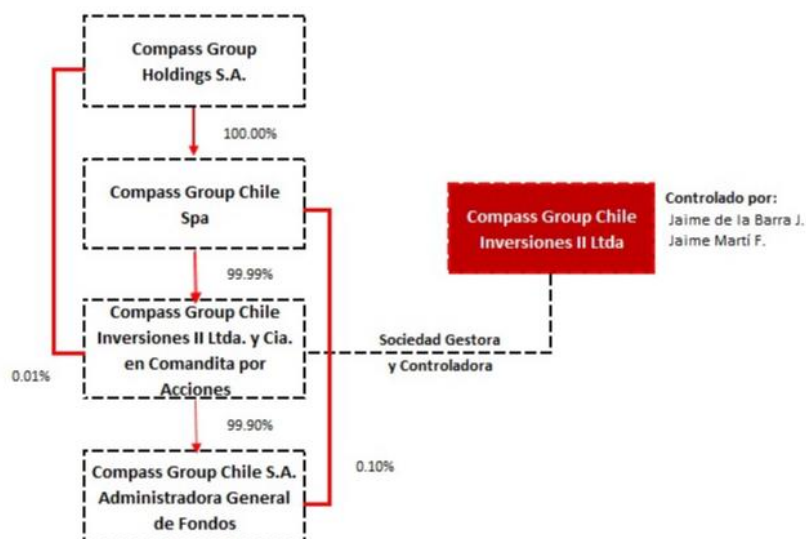 Compass Group
Holdings S.A.
100.00%
Compass Group Chile
Spa
99.99%
Compass Group Chile
Inversiones II Ltda. y Cia.
en Comandita por
Acciones
0.01%
99.90%
Compass Group Chile S.A.
Administradora General
de Fondos
0.10%
Sociedad Gestora
y Controladora
Compass Group Chile
Inversiones II Ltda
Controlado por:
Jaime de la Barra J.
Jaime Martí F.